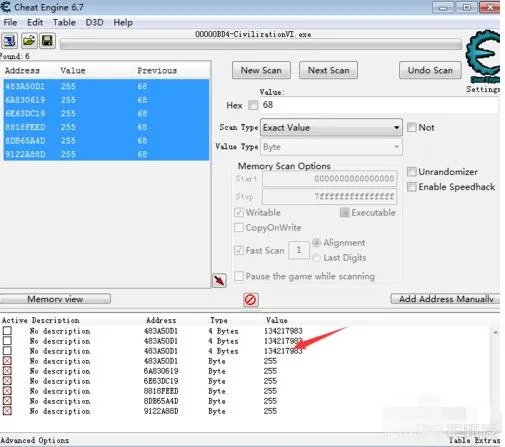 Cheat Engine 6.7
File Edit Table D3D Help
00000BD4-CivilizationVI.exe
Found: 6
Address Value Previous
483A50D1 255 68
6A830619 255 68
6E63DC19 255 68
8818FEED 255 68
8DB65A4D 255 68
9122A88D 255 68
New Scan Next Scan Undo Scan
Settings
Value:
Hex 68
Scan Type Exact Value Not
Value Type Byte
Memory Scan Options
Start 0000000000000000
Stop 7fffffffffffffff
Writable Executable
CopyOnWrite
Fast Scan 1 Alignment
Last Digits
Pause the game while scanning
Unrandomizer
Enable Speedhack
Memory view Add Address Manually
Active Description Address Type Value
No description 483A50D1 4 Bytes 134217983
No description 483A50D1 4 Bytes 134217983
No description 483A50D1 4 Bytes 134217983
No description 483A50D1 Byte 255
No description 6A830619 Byte 255
No description 6E63DC19 Byte 255
No description 8818FEED Byte 255
No description 8DB65A4D Byte 255
No description 9122A88D Byte 255
Advanced Options Table Extras